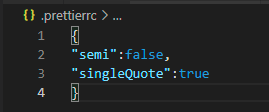 {} .prettierrc > ...
1 {
2 "semi":false,
3 "singleQuote":true
4 }